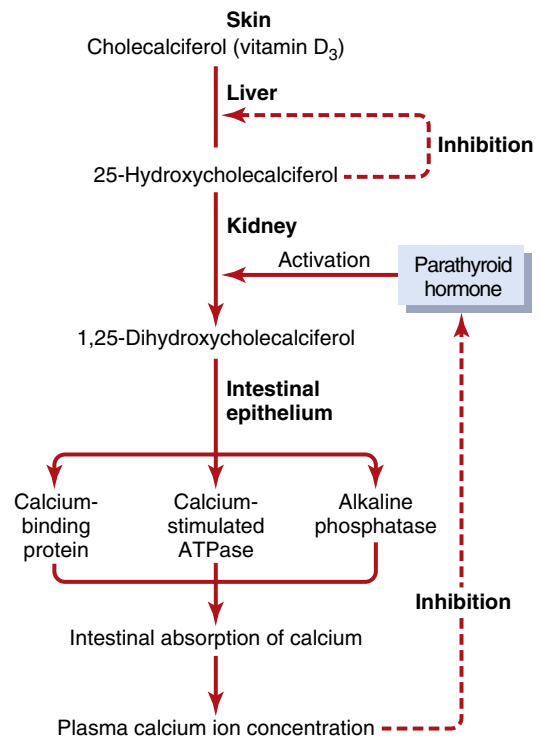 Skin
Cholecalciferol (vitamin D3)
Liver
Inhibition
25-Hydroxycholecalciferol
Kidney
Activation
Parathyroid
hormone
1,25-Dihydroxycholecalciferol
Intestinal
epithelium
Calcium-
binding
protein
Calcium-
stimulated
ATPase
Alkaline
phosphatase
Inhibition
Intestinal absorption of calcium
Plasma calcium ion concentration